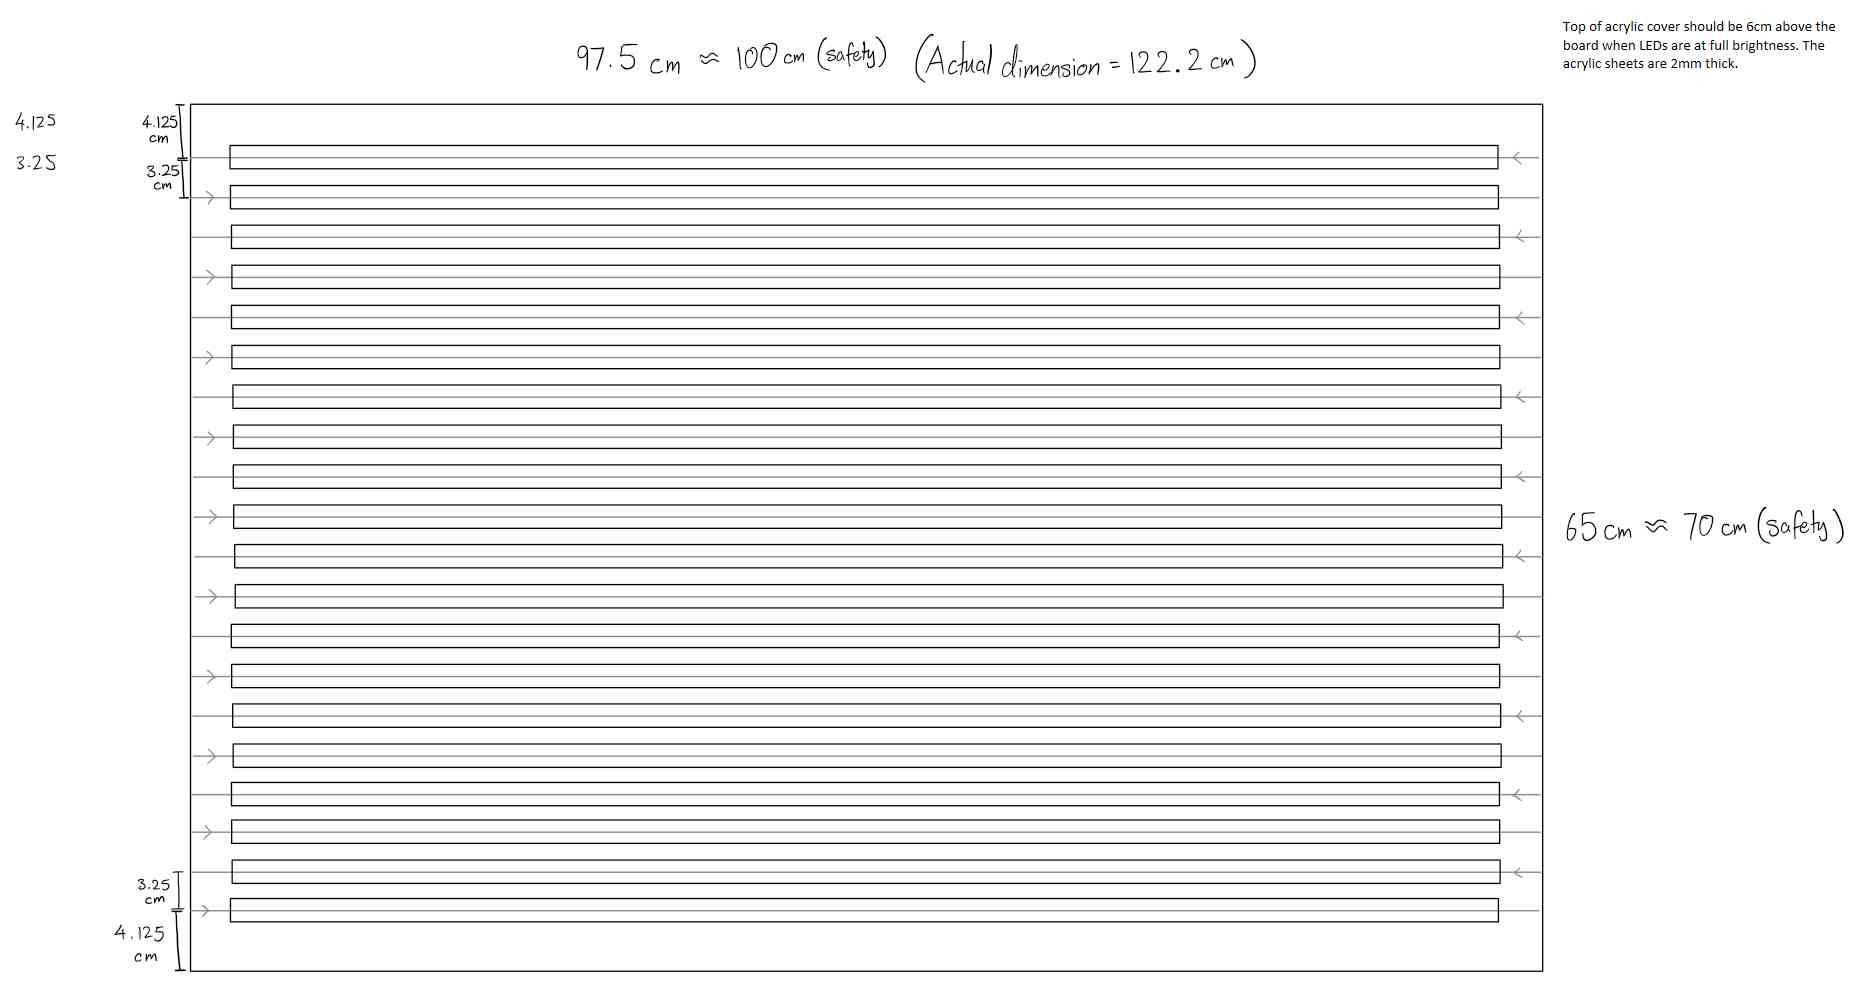 Top of acrylic cover should be 6cm above the
board when LEDs are at full brightness. The
acrylic sheets are 2mm thick.
97.5 cm ≈ 100 cm (safety) (Actual dimension = 122.2 cm)
4.125
3.25
4.125
cm
3.25
cm
65 cm ≈ 70 cm (safety)
3.25
cm
4.125
cm